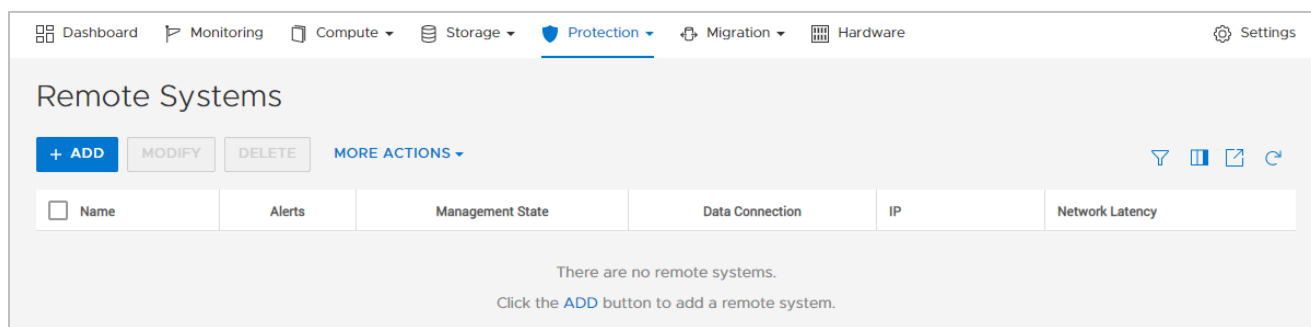 Dashboard Monitoring Compute Storage Protection Migration Hardware Settings
Remote Systems
+ ADD MODIFY DELETE MORE ACTIONS
Name Alerts Management State Data Connection IP Network Latency
There are no remote systems.
Click the ADD button to add a remote system.